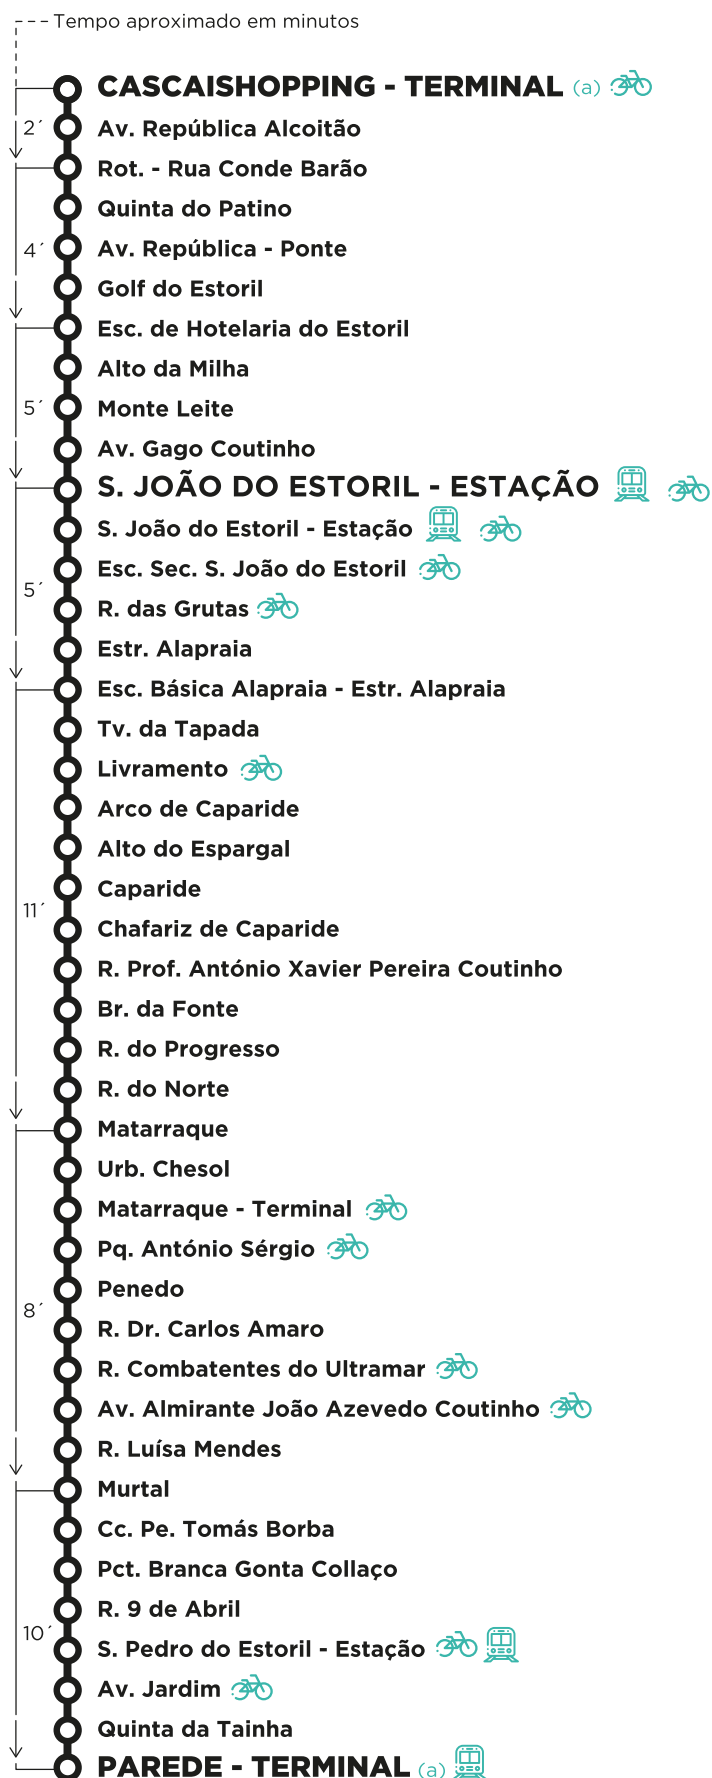 Tempo aproximado em minutos
CASCAISHOPPING - TERMINAL (a)
2´
Av. República Alcoitão
Rot. - Rua Conde Barão
Quinta do Patino
4´
Av. República - Ponte
Golf do Estoril
Esc. de Hotelaria do Estoril
Alto da Milha
5´
Monte Leite
Av. Gago Coutinho
S. JOÃO DO ESTORIL - ESTAÇÃO
S. João do Estoril - Estação
Esc. Sec. S. João do Estoril
5´
R. das Grutas
Estr. Alapraia
Esc. Básica Alapraia - Estr. Alapraia
Tv. da Tapada
Livramento
Arco de Caparide
Alto do Espargal
Caparide
11´
Chafariz de Caparide
R. Prof. António Xavier Pereira Coutinho
Br. da Fonte
R. do Progresso
R. do Norte
Matarraque
Urb. Chesol
Matarraque - Terminal
Pq. António Sérgio
Penedo
8´
R. Dr. Carlos Amaro
R. Combatentes do Ultramar
Av. Almirante João Azevedo Coutinho
R. Luísa Mendes
Murtal
Cc. Pe. Tomás Borba
Pct. Branca Gonta Collaço
R. 9 de Abril
10´
S. Pedro do Estoril - Estação
Av. Jardim
Quinta da Tainha
PAREDE - TERMINAL (a)